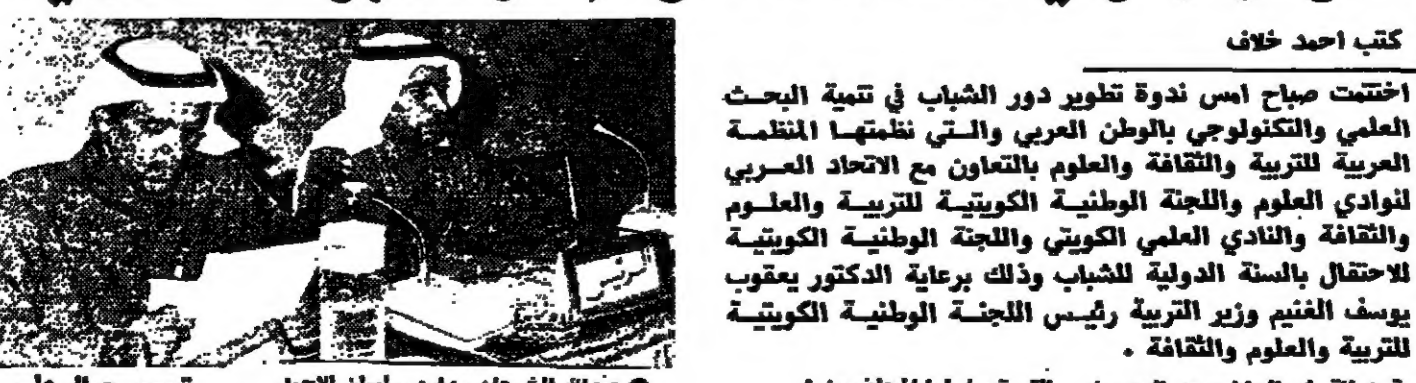 كتب احمد خلاف
اختتمت صباح امس ندوة تطوير دور الشباب في تنمية البحث
العلمي والتكنولوجي بالوطن العربي والتي نظمتها المنظمة
العربية للتربية والثقافة والعلوم بالتعاون مع الاتحاد العربي
لنوادي العلوم واللجنة الوطنية الكويتية للتربية والعلوم
والثقافة والنادي العلمي الكويتي واللجنة الوطنية الكويتية
للاحتفال بالسنة الدولية للشباب وذلك برعاية الدكتور يعقوب
يوسف الغنيم وزير التربية رئيس اللجنة الوطنية الكويتية
للتربية والعلوم والثقافة .
الرئيس